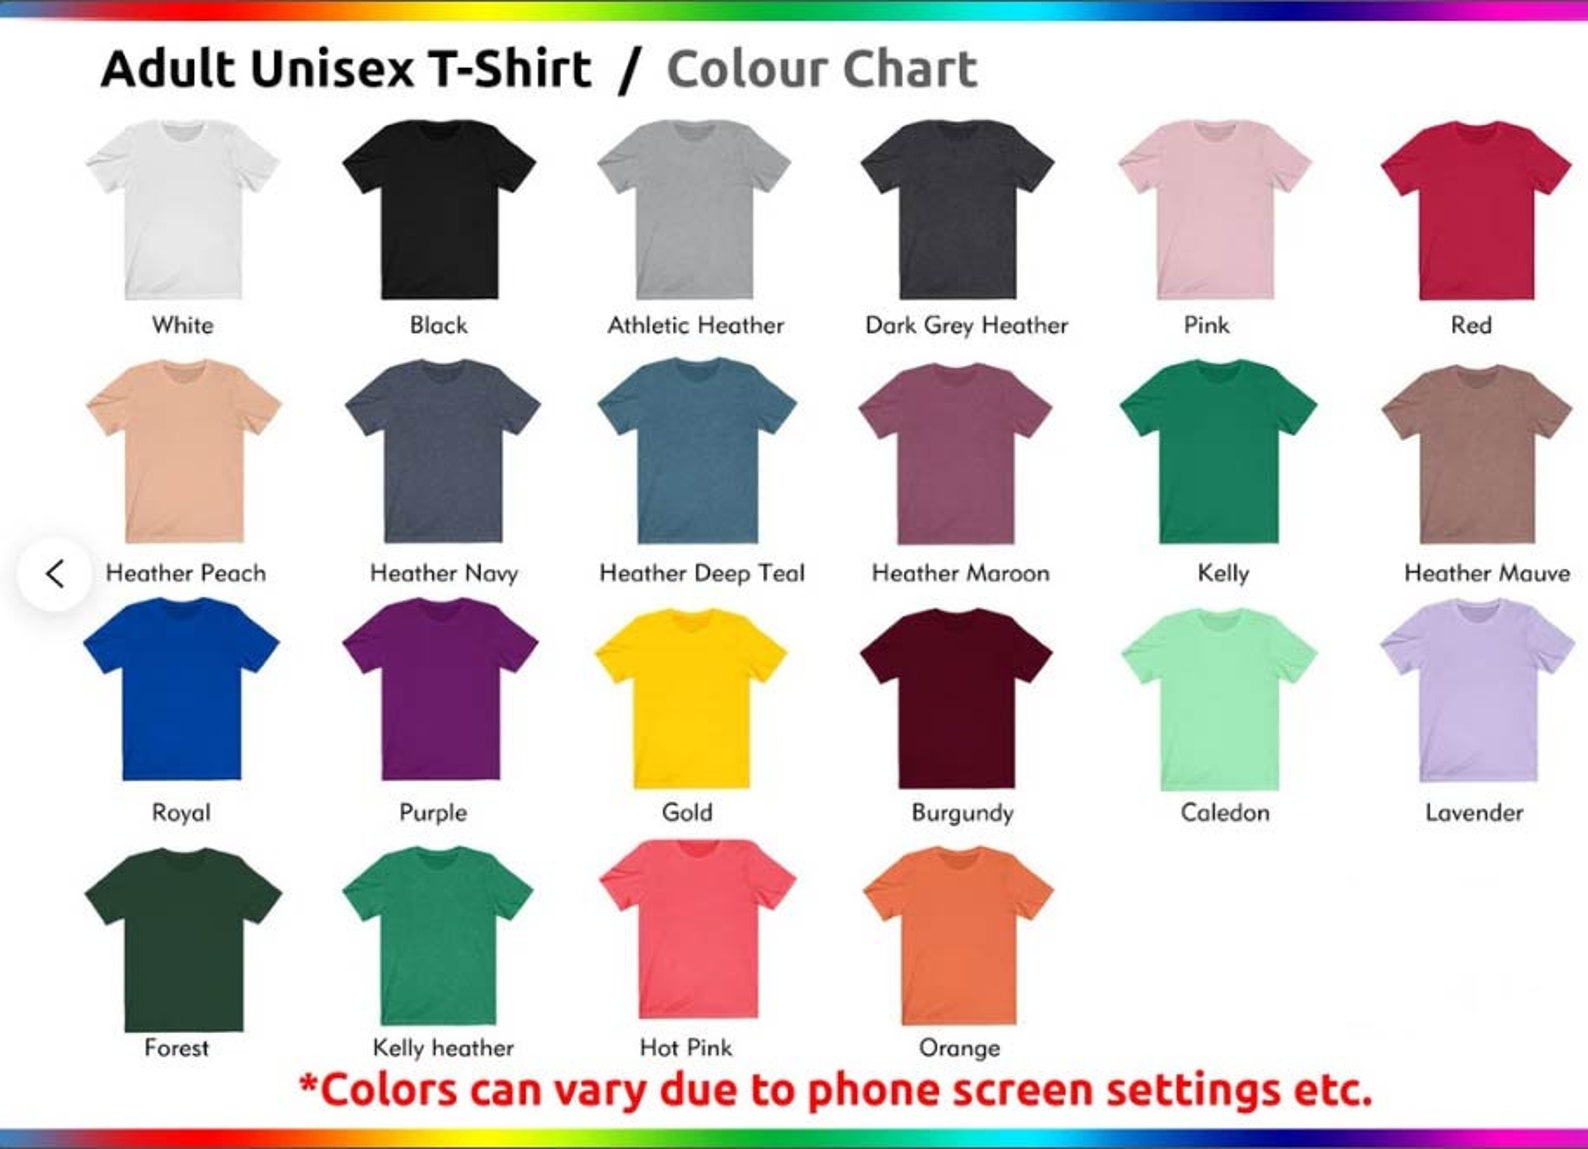 Adult Unisex T-Shirt / Colour Chart
White Black Athletic Heather Dark Grey Heather Pink Red
Heather Peach Heather Navy Heather Deep Teal Heather Maroon Kelly Heather Mauve
Royal Purple Gold Burgundy Caledon Lavender
Forest Kelly heather Hot Pink Orange
*Colors can vary due to phone screen settings etc.